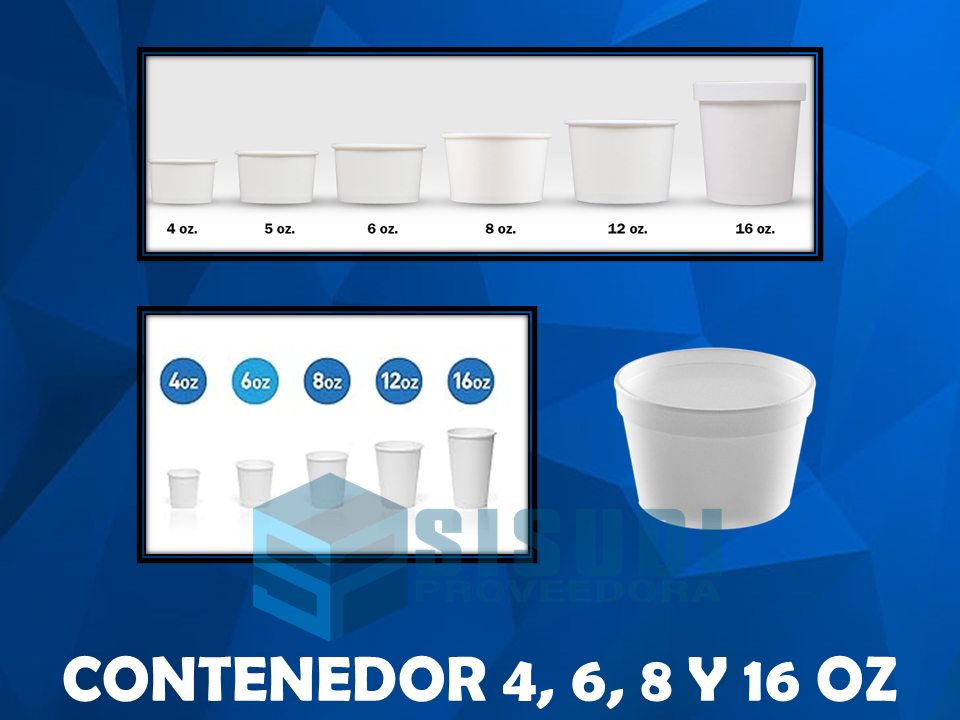 4 oz. 5 oz. 6 oz. 8 oz. 12 oz. 16 oz.
4oz 6oz 8oz 12oz 16oz
SISUDI
PROVEEDORA
CONTENEDOR 4, 6, 8 Y 16 OZ